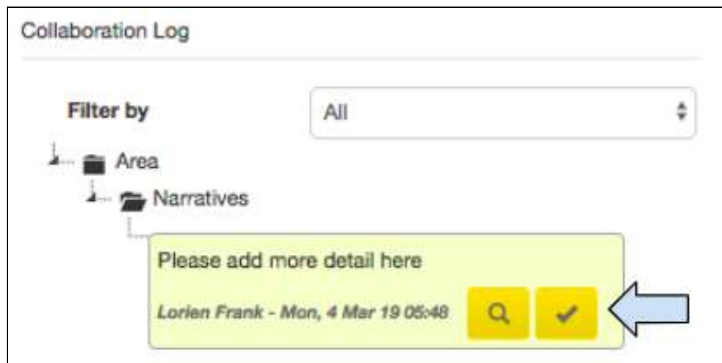 Collaboration Log
Filter by All
Area
Narratives
Please add more detail here
Lorien Frank - Mon, 4 Mar 19 05:48